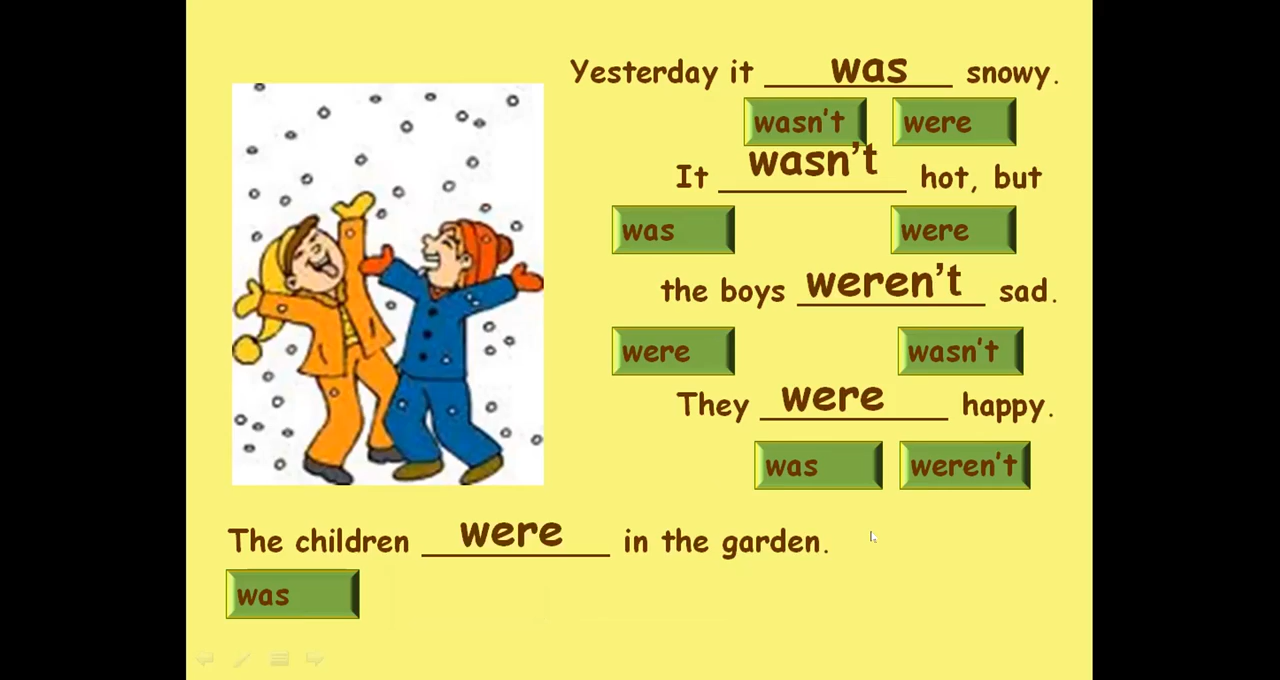 Yesterday it was snowy.
wasn't were
It wasn't hot, but
was were
the boys weren't sad.
were wasn't
They were happy.
was weren't
The children were in the garden.
was